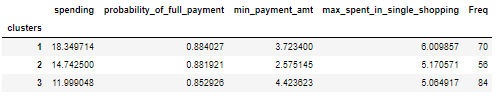 spending probability_of_full_payment min_payment_amt max_spent_in_single_shopping Freq
clusters
1 18.349714 0.884027 3.723400 6.009857 70
2 14.742500 0.881921 2.575145 5.170571 56
3 11.999048 0.852926 4.423623 5.064917 84